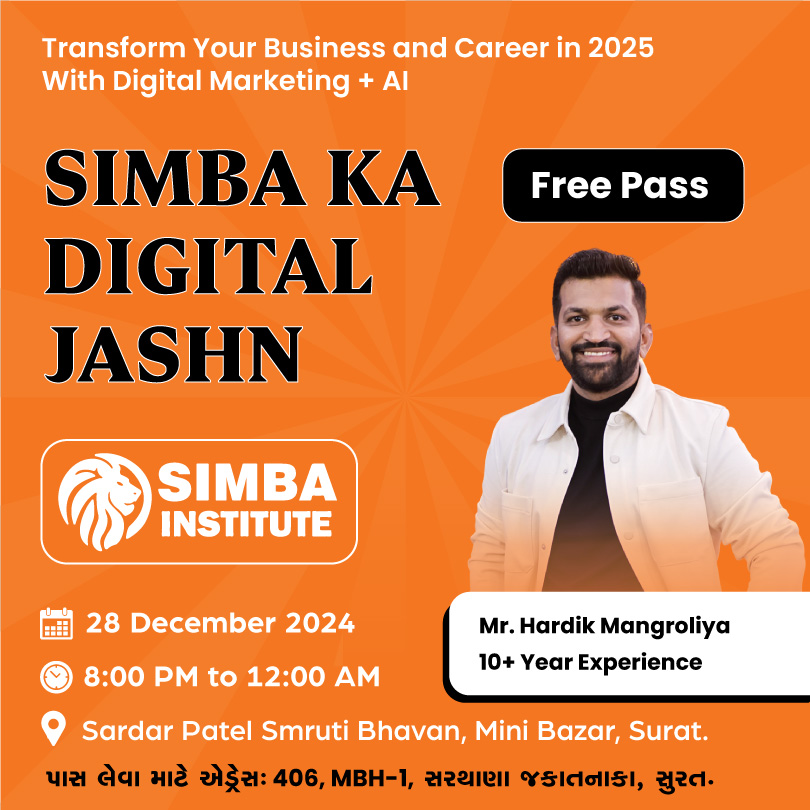 Transform Your Business and Career in 2025
With Digital Marketing + AI
SIMBA KA
DIGITAL
JASHN
Free Pass
SIMBA
INSTITUTE
28 December 2024
8:00 PM to 12:00 AM
Mr. Hardik Mangroliya
10+ Year Experience
Sardar Patel Smruti Bhavan, Mini Bazar, Surat.
પાસ લેવા માટે એડ્રેસઃ 406, MBH-1, સરથાણા જકાતનાકા, સુરત.